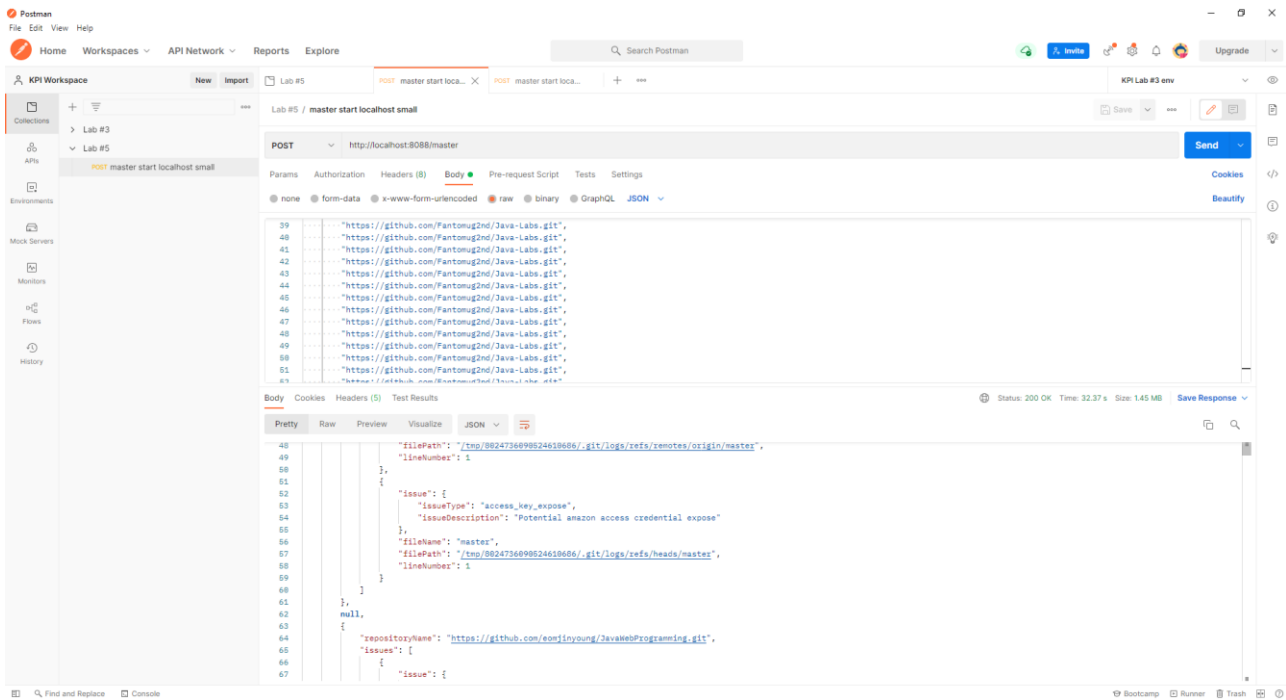 Postman
File Edit View Help
Home Workspaces API Network Reports Explore
Search Postman
Invite
Upgrade
KPI Workspace
New Import
Lab #5
POST master start loca...
POST master start loca...
KPI Lab #3 env
Collections
APIs
Environments
Mock Servers
Monitors
Flows
History
Lab #3
Lab #5
POST master start localhost small
Lab #5 / master start localhost small
Save
POST http://localhost:8088/master
Send
Params Authorization Headers (8) Body Pre-request Script Tests Settings
Cookies
none form-data x-www-form-urlencoded raw binary GraphQL JSON
Beautify
39 "https://github.com/Fantomug2nd/Java-Labs.git",
40 "https://github.com/Fantomug2nd/Java-Labs.git",
41 "https://github.com/Fantomug2nd/Java-Labs.git",
42 "https://github.com/Fantomug2nd/Java-Labs.git",
43 "https://github.com/Fantomug2nd/Java-Labs.git",
44 "https://github.com/Fantomug2nd/Java-Labs.git",
45 "https://github.com/Fantomug2nd/Java-Labs.git",
46 "https://github.com/Fantomug2nd/Java-Labs.git",
47 "https://github.com/Fantomug2nd/Java-Labs.git",
48 "https://github.com/Fantomug2nd/Java-Labs.git",
49 "https://github.com/Fantomug2nd/Java-Labs.git",
50 "https://github.com/Fantomug2nd/Java-Labs.git",
51 "https://github.com/Fantomug2nd/Java-Labs.git",
52 "https://github.com/Fantomug2nd/Java-Labs.git"
Body Cookies Headers (5) Test Results
Status: 200 OK Time: 32.37 s Size: 1.45 MB Save Response
Pretty Raw Preview Visualize JSON
48 "filePath": "/tmp/8024736090524610686/.git/logs/refs/remotes/origin/master",
49 "lineNumber": 1
50 },
51 {
52 "issue": {
53 "issueType": "access_key_expose",
54 "issueDescription": "Potential amazon access credential expose"
55 },
56 "fileName": "master",
57 "filePath": "/tmp/8024736090524610686/.git/logs/refs/heads/master",
58 "lineNumber": 1
59 }
60 ]
61 },
62 null,
63 {
64 "repositoryName": "https://github.com/eomjinyoung/JavaWebProgramming.git",
65 "issues": [
66 {
67 "issue": {
Find and Replace Console
Bootcamp Runner Trash